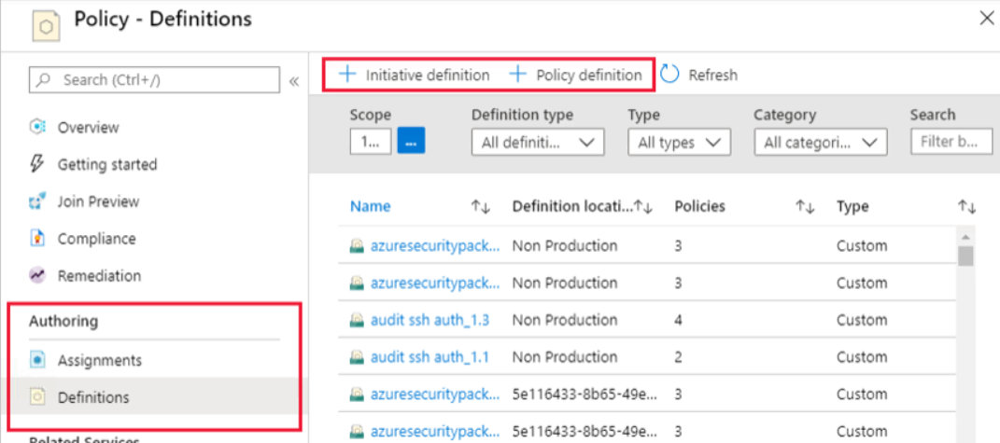 Policy - Definitions
Search (Ctrl+/)
«
Overview
Getting started
Join Preview
Compliance
Remediation
Authoring
Assignments
Definitions
Related Services
+ Initiative definition + Policy definition Refresh
Scope Definition type Type Category Search
1... ... All definiti... All types All categori... Filter b...
Name Definition locati... Policies Type
azuresecuritypack... Non Production 3 Custom
azuresecuritypack... Non Production 3 Custom
audit ssh auth_1.3 Non Production 4 Custom
audit ssh auth_1.1 Non Production 2 Custom
azuresecuritypack... 5e116433-8b65-49e... 3 Custom
azuresecuritypack... 5e116433-8b65-49e... 3 Custom